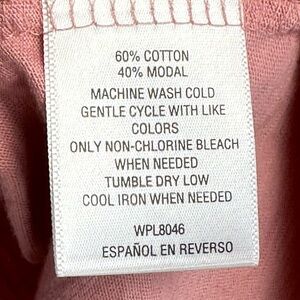 60% COTTON
40% MODAL
MACHINE WASH COLD
GENTLE CYCLE WITH LIKE
COLORS
ONLY NON-CHLORINE BLEACH
WHEN NEEDED
TUMBLE DRY LOW
COOL IRON WHEN NEEDED
WPL8046
ESPAÑOL EN REVERSO